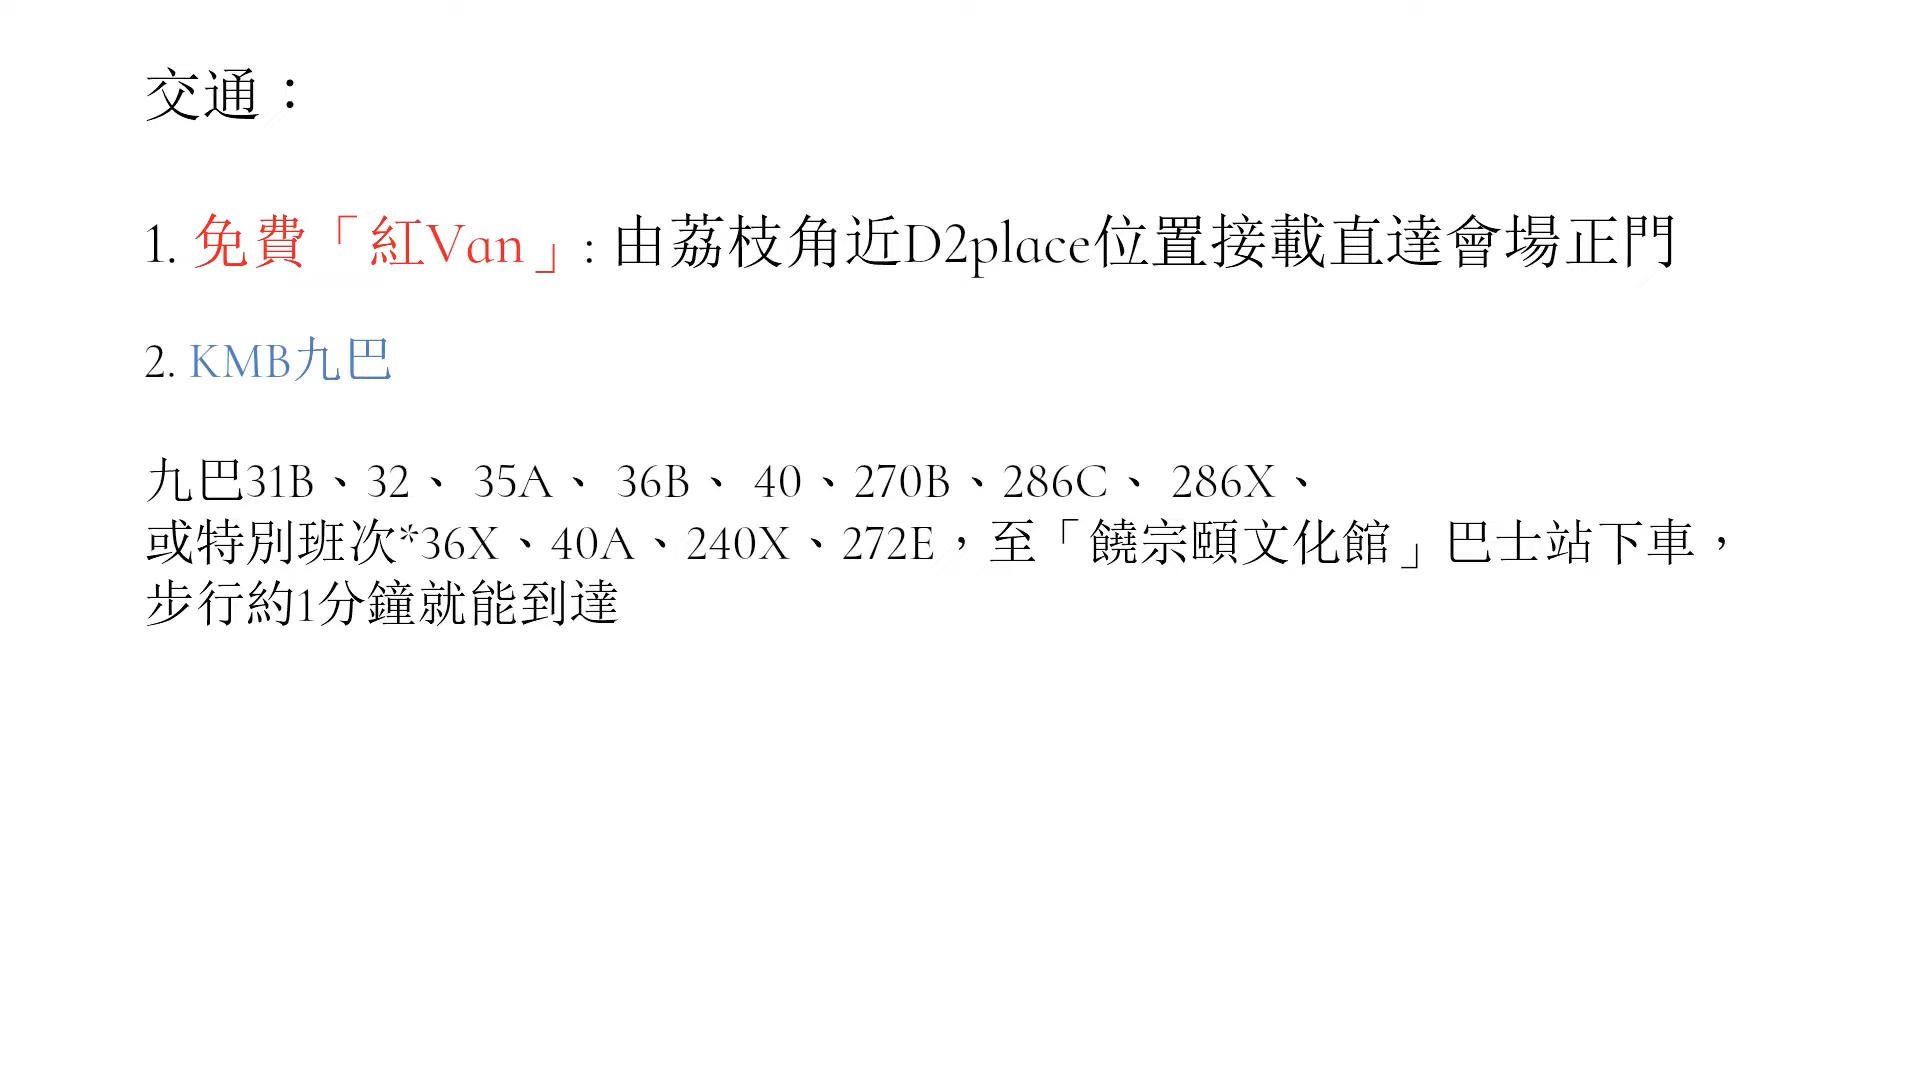 交通：
1. 免費「紅Van」: 由荔枝角近D2place位置接載直達會場正門
2. KMB九巴
九巴31B、32、 35A、 36B、 40、270B、286C、 286X、
或特別班次*36X、40A、240X、272E，至「饒宗頤文化館」巴士站下車，
步行約1分鐘就能到達